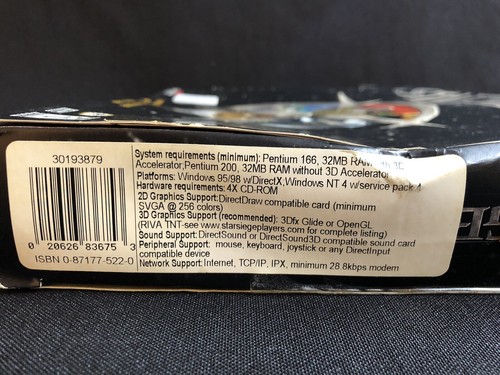 30193879
0 20626 83675 3
ISBN 0-87177-522-0
System requirements (minimum): Pentium 166, 32MB RAM with 3D
Accelerator,Pentium 200, 32MB RAM without 3D Accelerator
Platforms: Windows 95/98 w/DirectX,Windows NT 4 w/service pack 4
Hardware requirements: 4X CD-ROM
2D Graphics Support:DirectDraw compatible card (minimum
SVGA @ 256 colors)
3D Graphics Support (recommended): 3Dfx Glide or OpenGL
(RIVA TNT-see www.starsiegeplayers.com for complete listing)
Sound Support: DirectSound or DirectSound3D compatible sound card
Peripheral Support: mouse, keyboard, joystick or any DirectInput
compatible device
Network Support:Internet, TCP/IP, IPX, minimum 28.8kbps modem